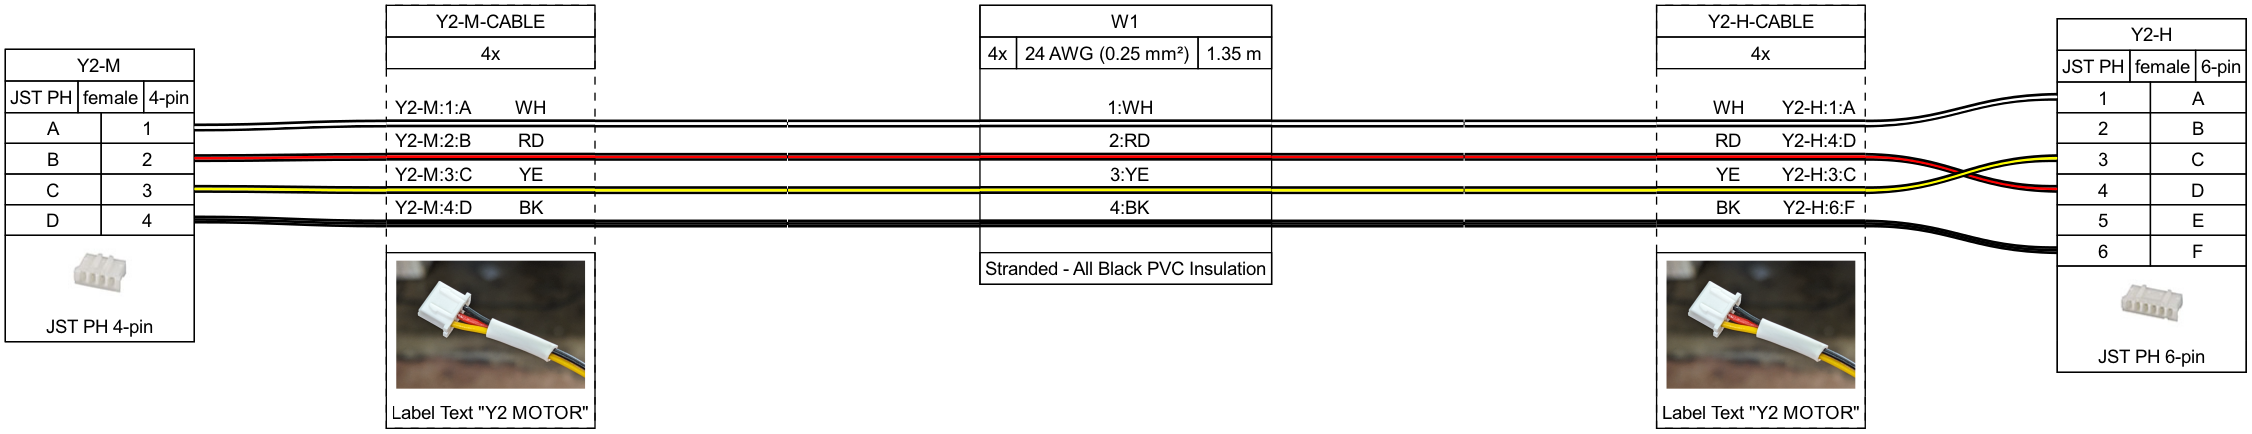 Y2-M
JST PH female 4-pin
A 1
B 2
C 3
D 4
JST PH 4-pin
Y2-M-CABLE
4x
Y2-M:1:A WH
Y2-M:2:B RD
Y2-M:3:C YE
Y2-M:4:D BK
Label Text "Y2 MOTOR"
W1
4x 24 AWG (0.25 mm²) 1.35 m
1:WH
2:RD
3:YE
4:BK
Stranded - All Black PVC Insulation
Y2-H-CABLE
4x
WH Y2-H:1:A
RD Y2-H:4:D
YE Y2-H:3:C
BK Y2-H:6:F
Label Text "Y2 MOTOR"
Y2-H
JST PH female 6-pin
1 A
2 B
3 C
4 D
5 E
6 F
JST PH 6-pin